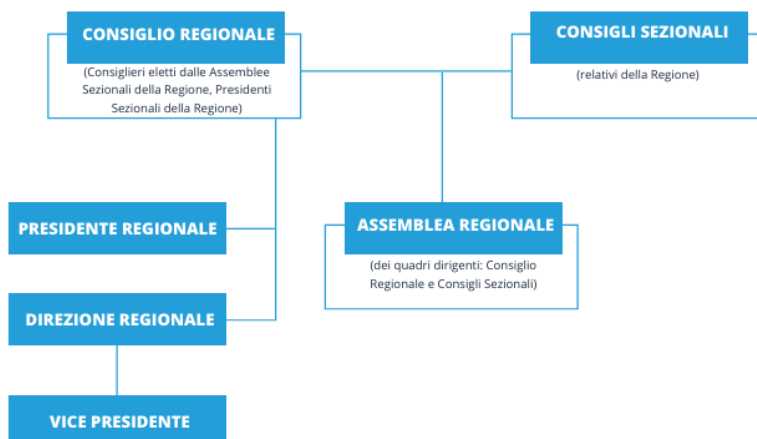 CONSIGLIO REGIONALE
(Consiglieri eletti dalle Assemblee
Sezionali della Regione, Presidenti
Sezionali della Regione)
CONSIGLI SEZIONALI
(relativi della Regione)
PRESIDENTE REGIONALE
ASSEMBLEA REGIONALE
(dei quadri dirigenti: Consiglio
Regionale e Consigli Sezionali)
DIREZIONE REGIONALE
VICE PRESIDENTE